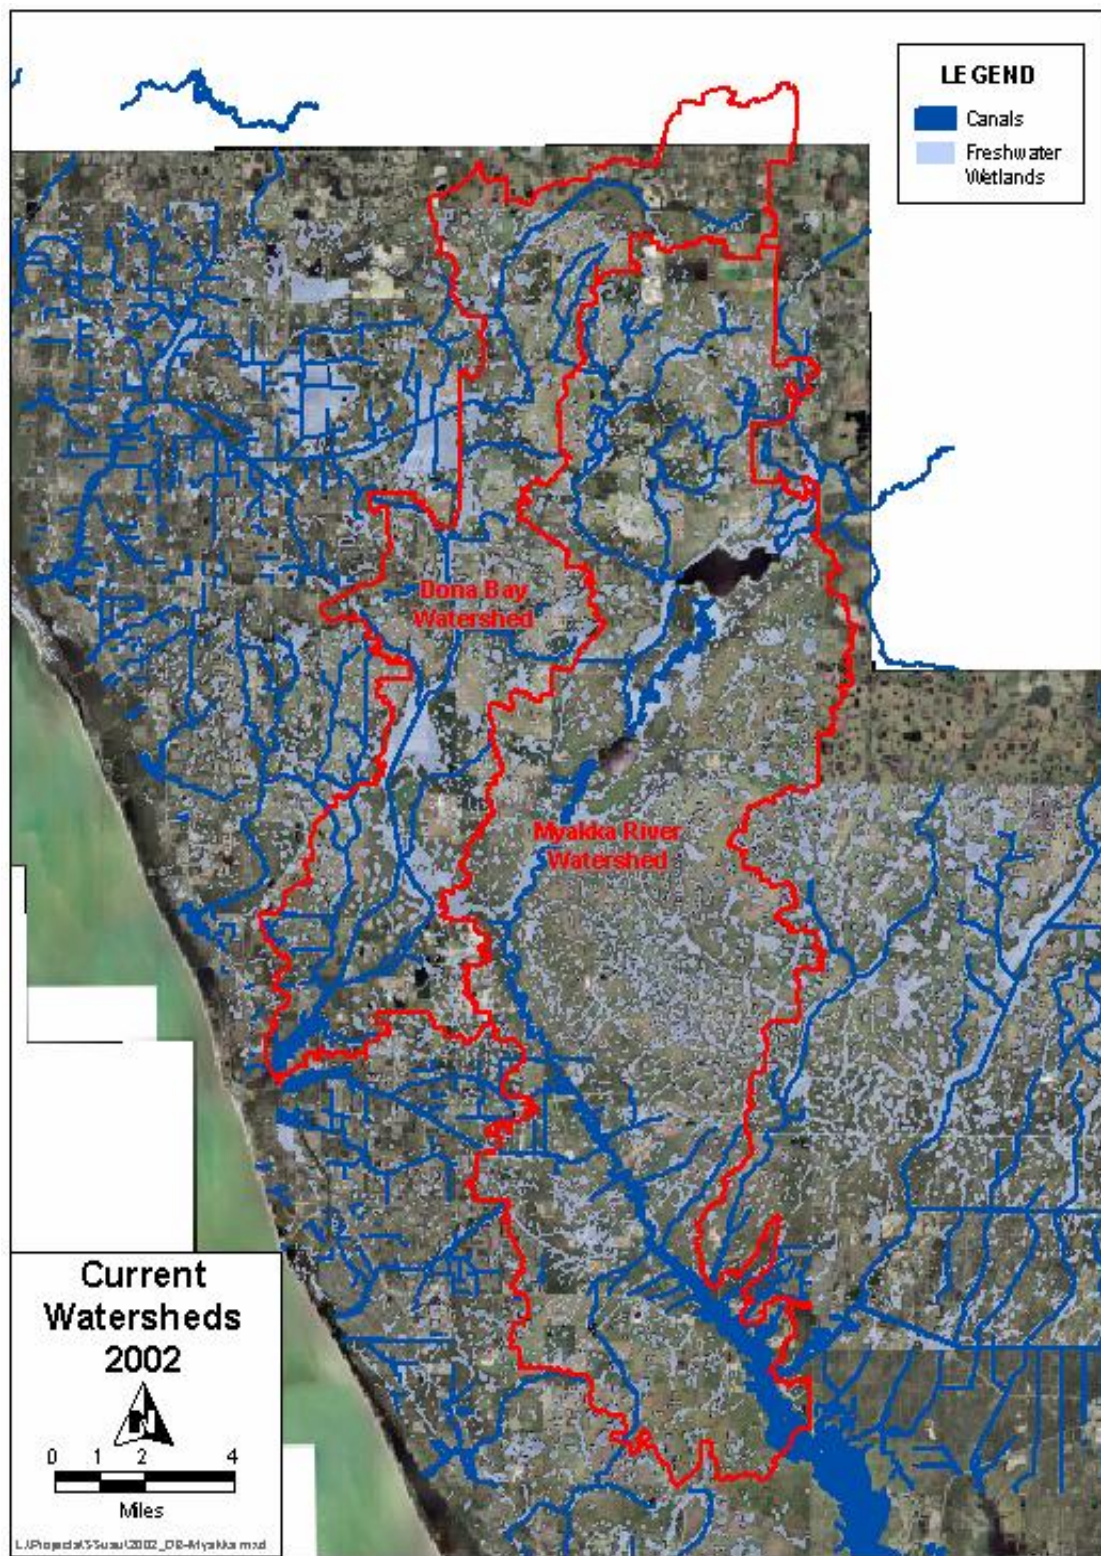 LEGEND
Canals
Freshwater
Wetlands
Dona Bay
Watershed
Myakka River
Watershed
Current
Watersheds
2002
N
0 1 2 4
Miles